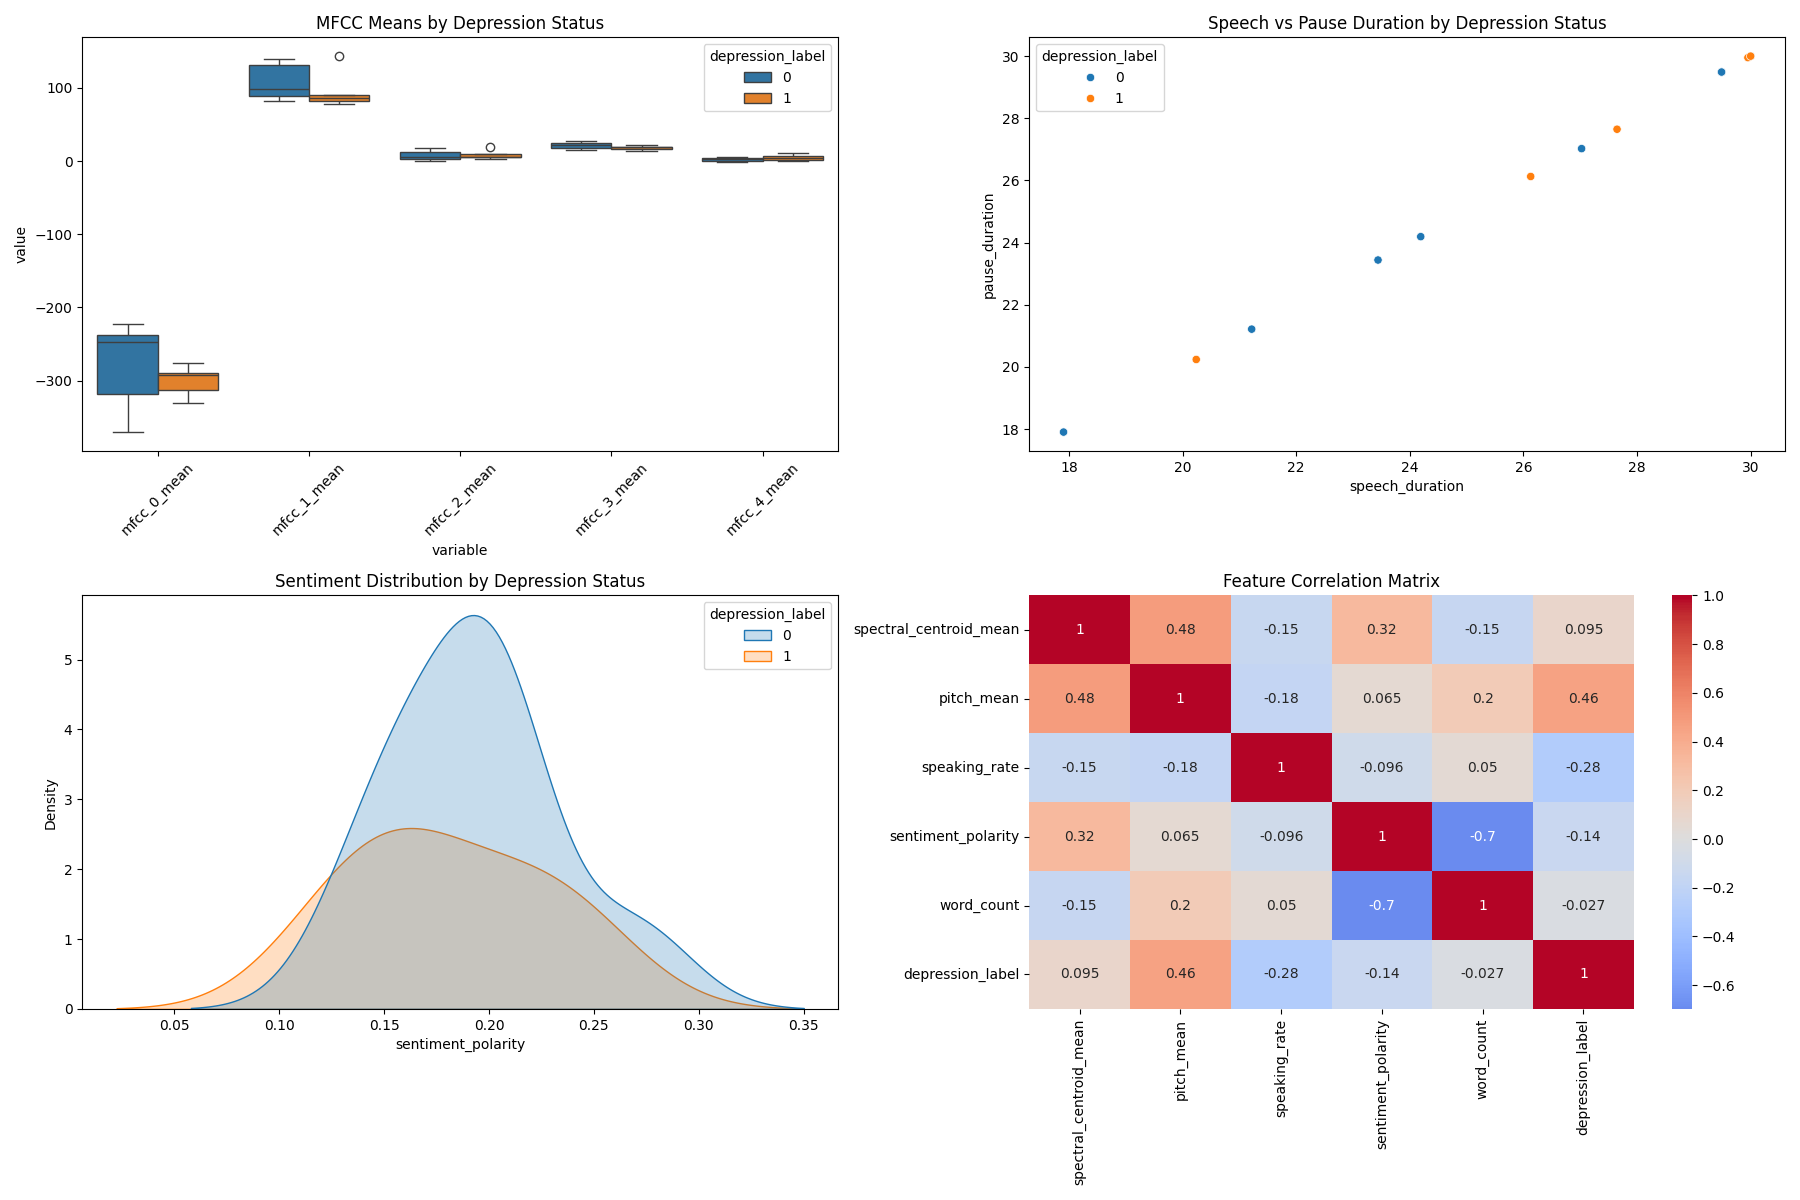 MFCC Means by Depression Status
depression_label
0
1
100
0
−100
−200
−300
value
mfcc_0_mean
mfcc_1_mean
mfcc_2_mean
mfcc_3_mean
mfcc_4_mean
variable
Speech vs Pause Duration by Depression Status
depression_label
0
1
30
28
26
24
22
20
18
pause_duration
18 20 22 24 26 28 30
speech_duration
Sentiment Distribution by Depression Status
depression_label
0
1
5
4
3
2
1
0
Density
0.05 0.10 0.15 0.20 0.25 0.30 0.35
sentiment_polarity
Feature Correlation Matrix
spectral_centroid_mean 1 0.48 -0.15 0.32 -0.15 0.095
pitch_mean 0.48 1 -0.18 0.065 0.2 0.46
speaking_rate -0.15 -0.18 1 -0.096 0.05 -0.28
sentiment_polarity 0.32 0.065 -0.096 1 -0.7 -0.14
word_count -0.15 0.2 0.05 -0.7 1 -0.027
depression_label 0.095 0.46 -0.28 -0.14 -0.027 1
spectral_centroid_mean
pitch_mean
speaking_rate
sentiment_polarity
word_count
depression_label
1.0
0.8
0.6
0.4
0.2
0.0
−0.2
−0.4
−0.6